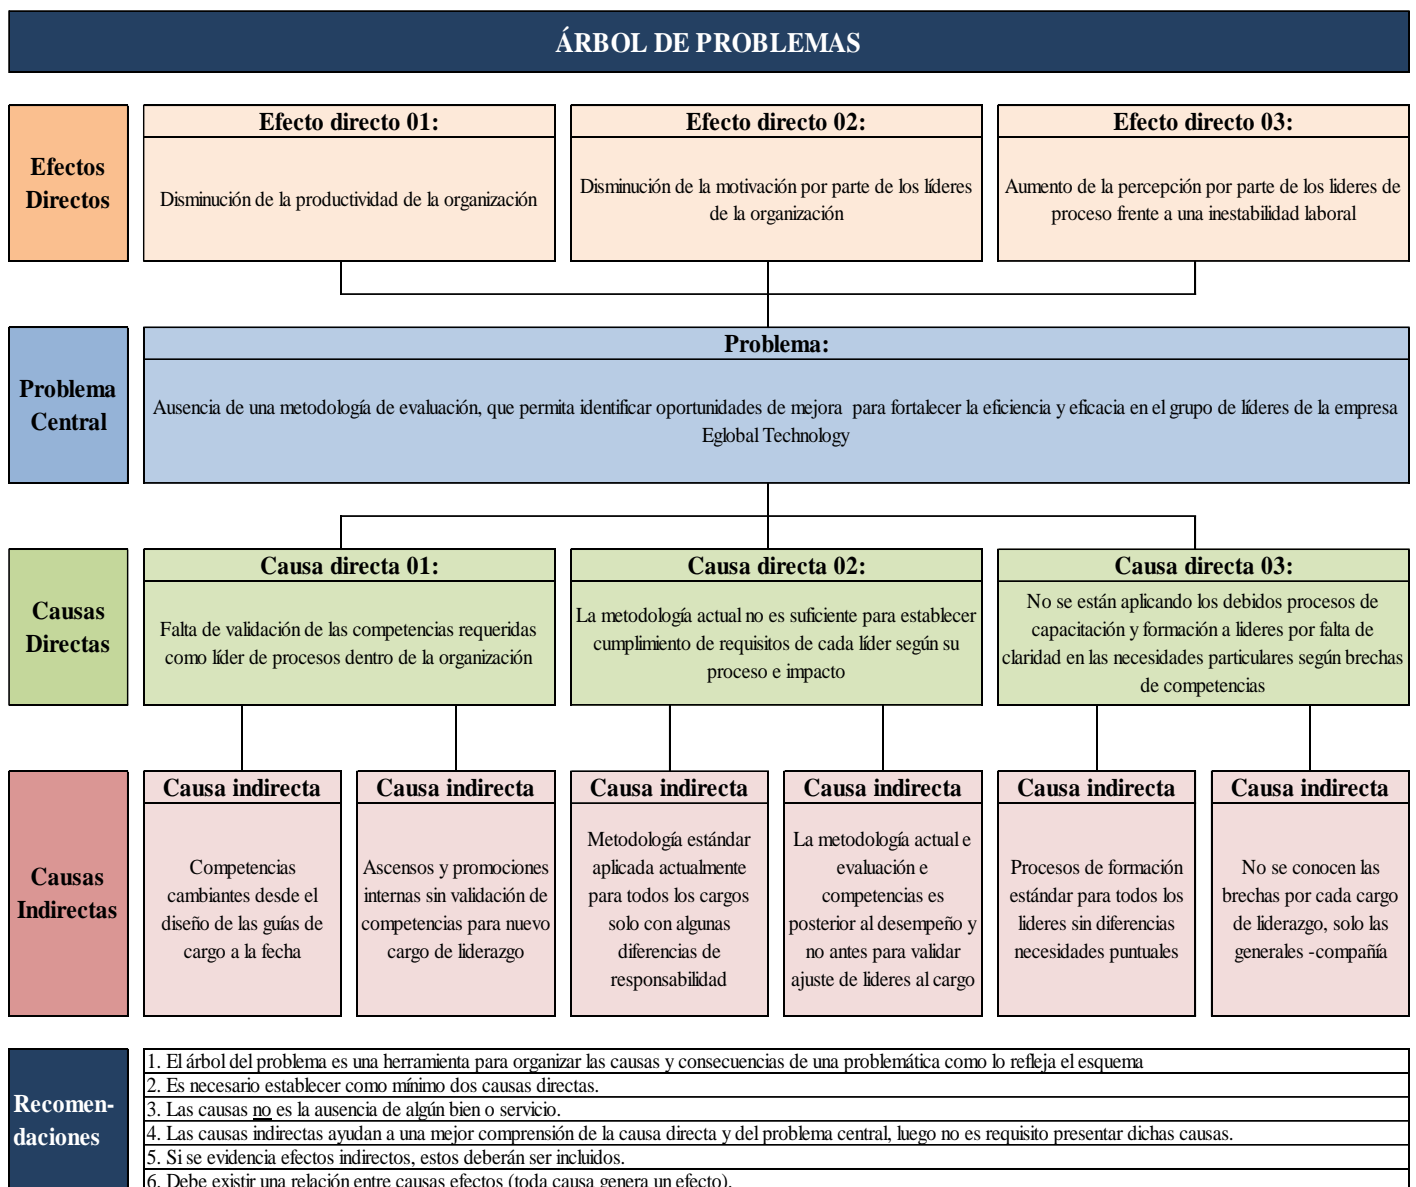 ÁRBOL DE PROBLEMAS
Efectos
Directos
Efecto directo 01:
Disminución de la productividad de la organización
Efecto directo 02:
Disminución de la motivación por parte de los líderes
de la organización
Efecto directo 03:
Aumento de la percepción por parte de los lideres de
proceso frente a una inestabilidad laboral
Problema
Central
Problema:
Ausencia de una metodología de evaluación, que permita identificar oportunidades de mejora para fortalecer la eficiencia y eficacia en el grupo de líderes de la empresa
Eglobal Technology
Causas
Directas
Causa directa 01:
Falta de validación de las competencias requeridas
como líder de procesos dentro de la organización
Causa directa 02:
La metodología actual no es suficiente para establecer
cumplimiento de requisitos de cada líder según su
proceso e impacto
Causa directa 03:
No se están aplicando los debidos procesos de
capacitación y formación a lideres por falta de
claridad en las necesidades particulares según brechas
de competencias
Causas
Indirectas
Causa indirecta
Competencias
cambiantes desde el
diseño de las guías de
cargo a la fecha
Causa indirecta
Ascensos y promociones
internas sin validación de
competencias para nuevo
cargo de liderazgo
Causa indirecta
Metodología estándar
aplicada actualmente
para todos los cargos
solo con algunas
diferencias de
responsabilidad
Causa indirecta
La metodología actual e
evaluación e
competencias es
posterior al desempeño y
no antes para validar
ajuste de lideres al cargo
Causa indirecta
Procesos de formación
estándar para todos los
lideres sin diferencias
necesidades puntuales
Causa indirecta
No se conocen las
brechas por cada cargo
de liderazgo, solo las
generales -compañía
Recomen-
daciones
1. El árbol del problema es una herramienta para organizar las causas y consecuencias de una problemática como lo refleja el esquema
2. Es necesario establecer como mínimo dos causas directas.
3. Las causas no es la ausencia de algún bien o servicio.
4. Las causas indirectas ayudan a una mejor comprensión de la causa directa y del problema central, luego no es requisito presentar dichas causas.
5. Si se evidencia efectos indirectos, estos deberán ser incluidos.
6. Debe existir una relación entre causas efectos (toda causa genera un efecto).